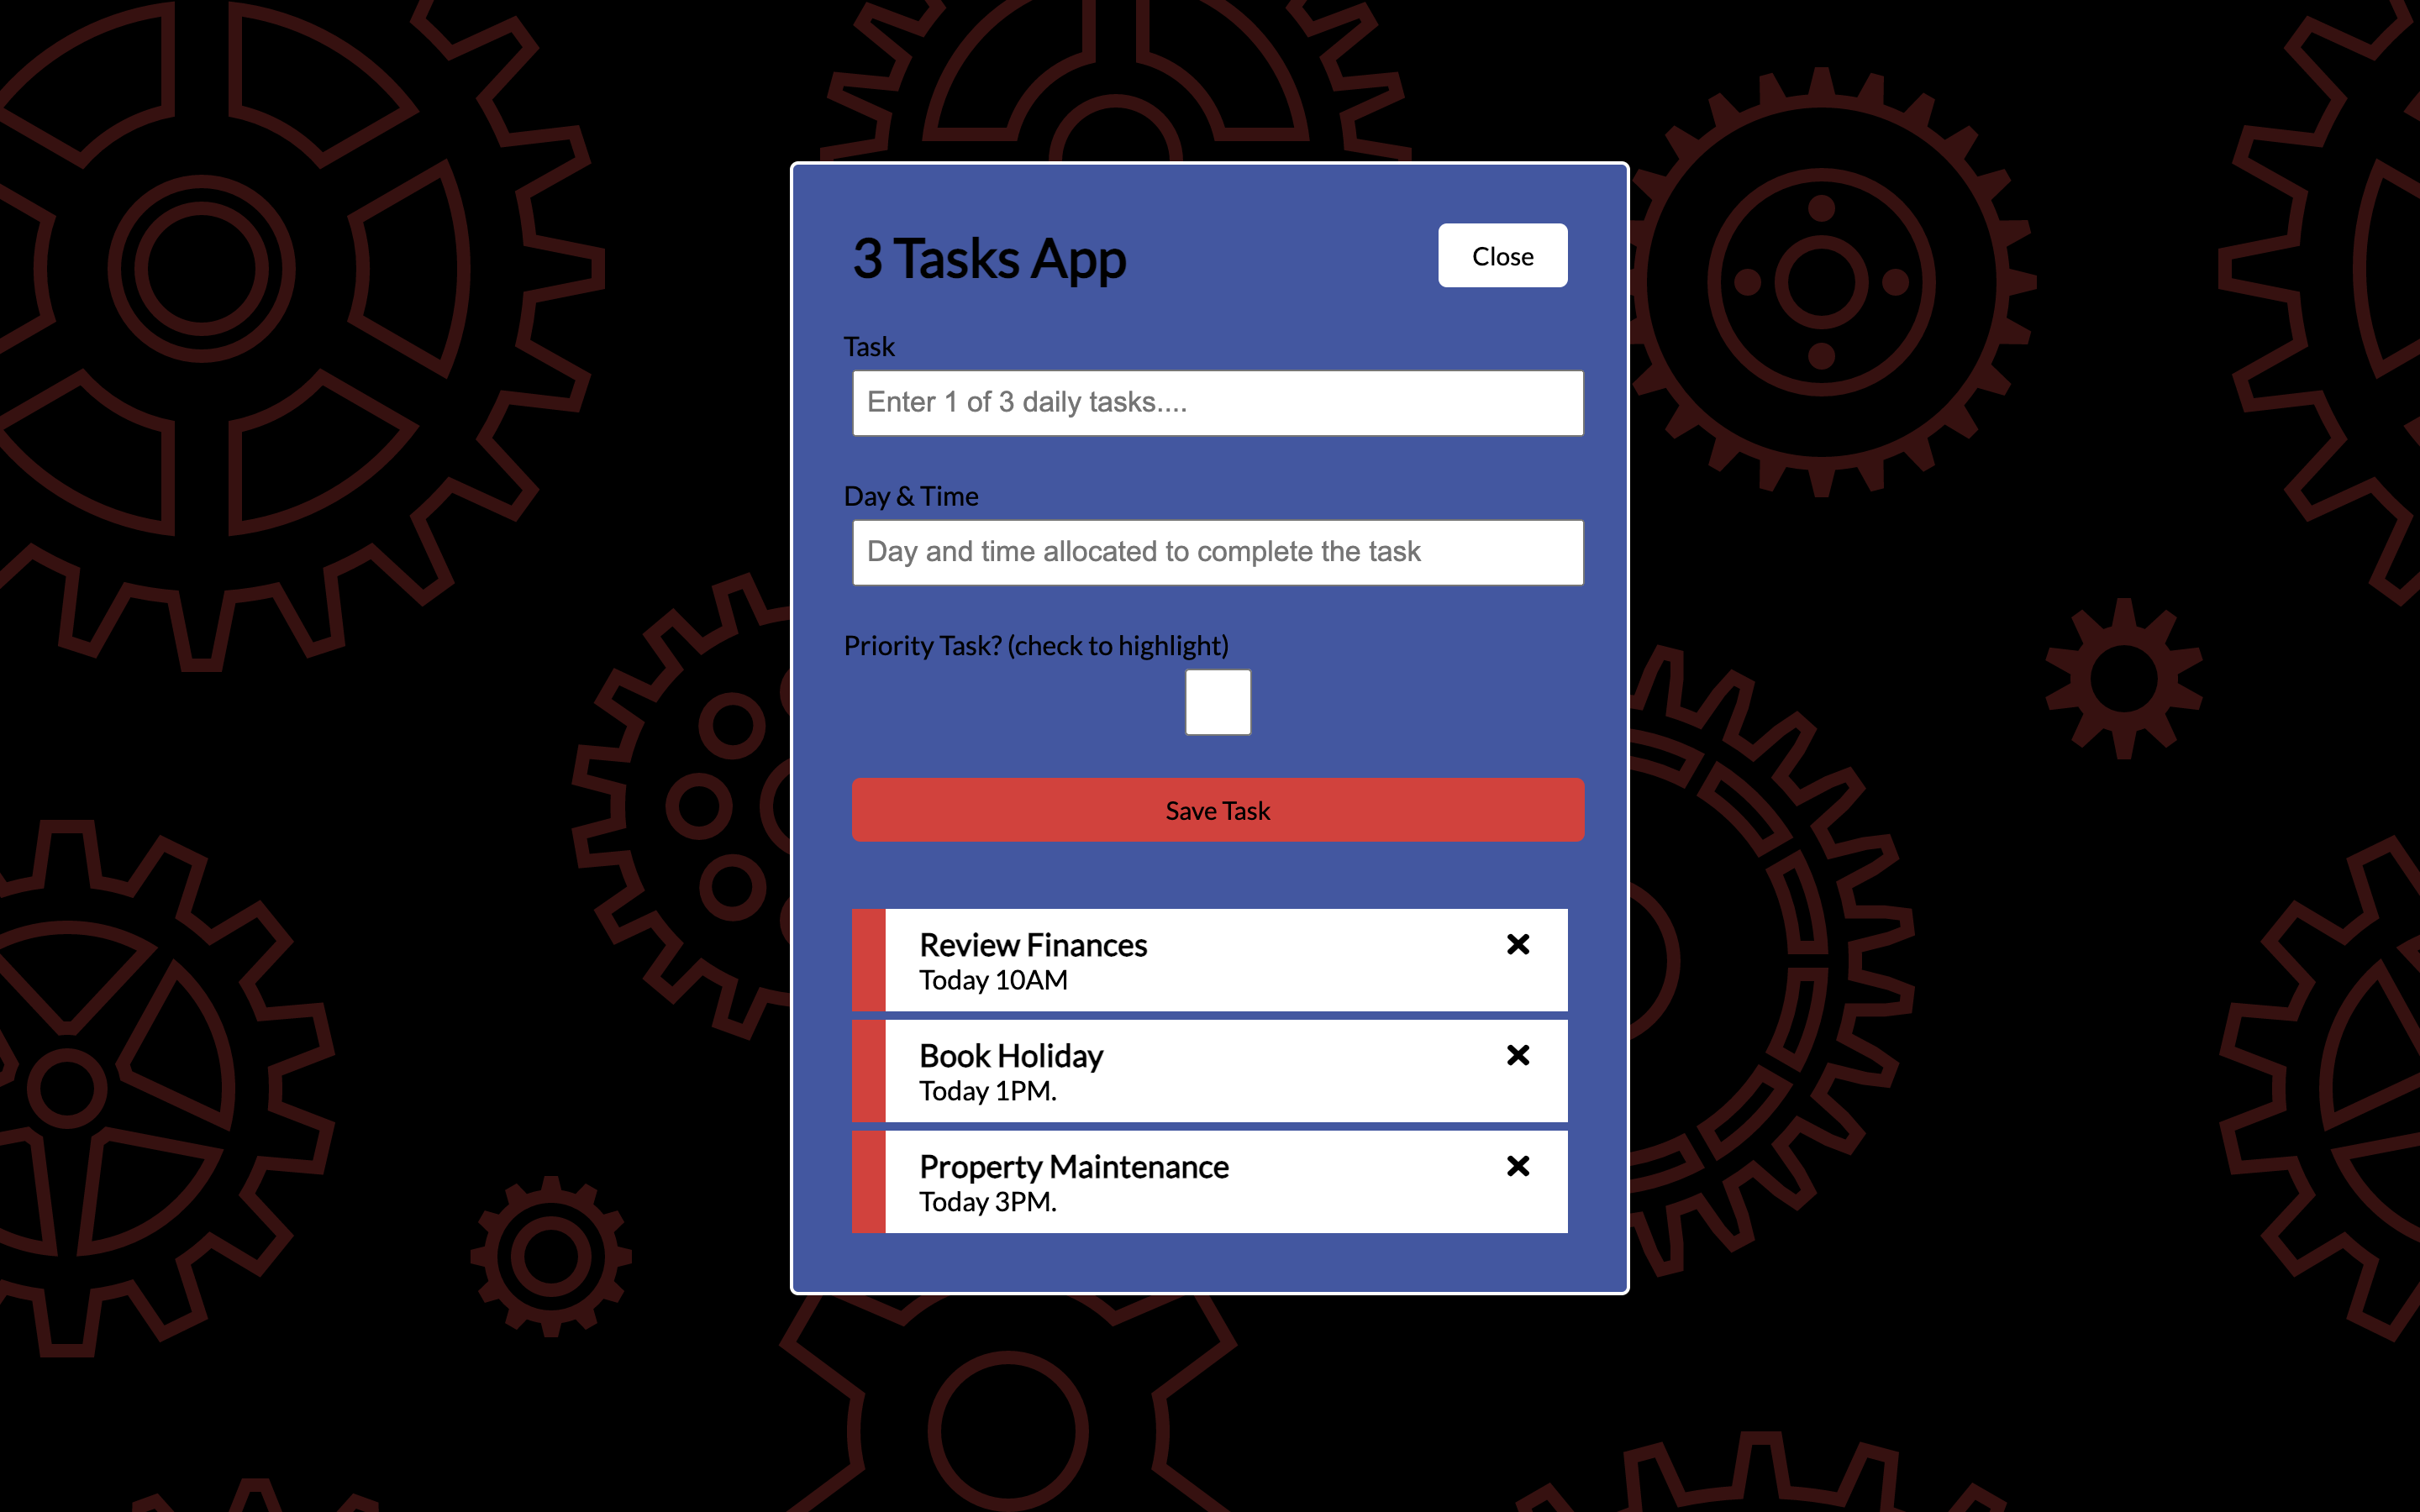 3 Tasks App
Close
Task
Enter 1 of 3 daily tasks....
Day & Time
Day and time allocated to complete the task
Priority Task? (check to highlight)
Save Task
Review Finances
Today 10AM
Book Holiday
Today 1PM.
Property Maintenance
Today 3PM.